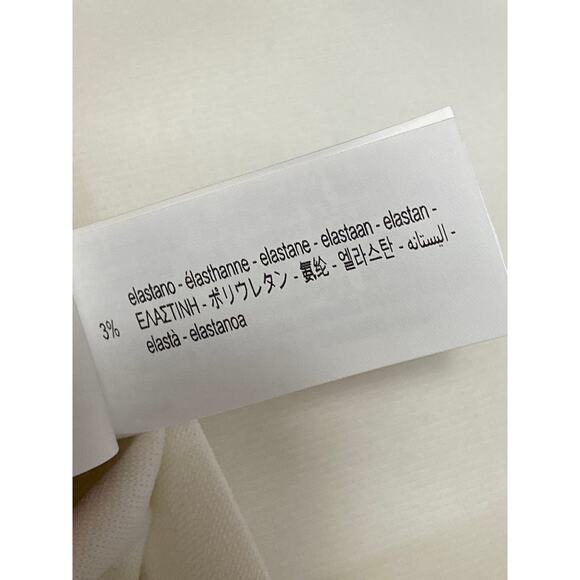 3% elastano - élasthanne - elastane - elastaan - elastan -
ΕΛΑΣΤΙΝΗ - ポリウレタン - 氨纶 - 엘라스탄 - اليستانه -
elastà - elastanoa